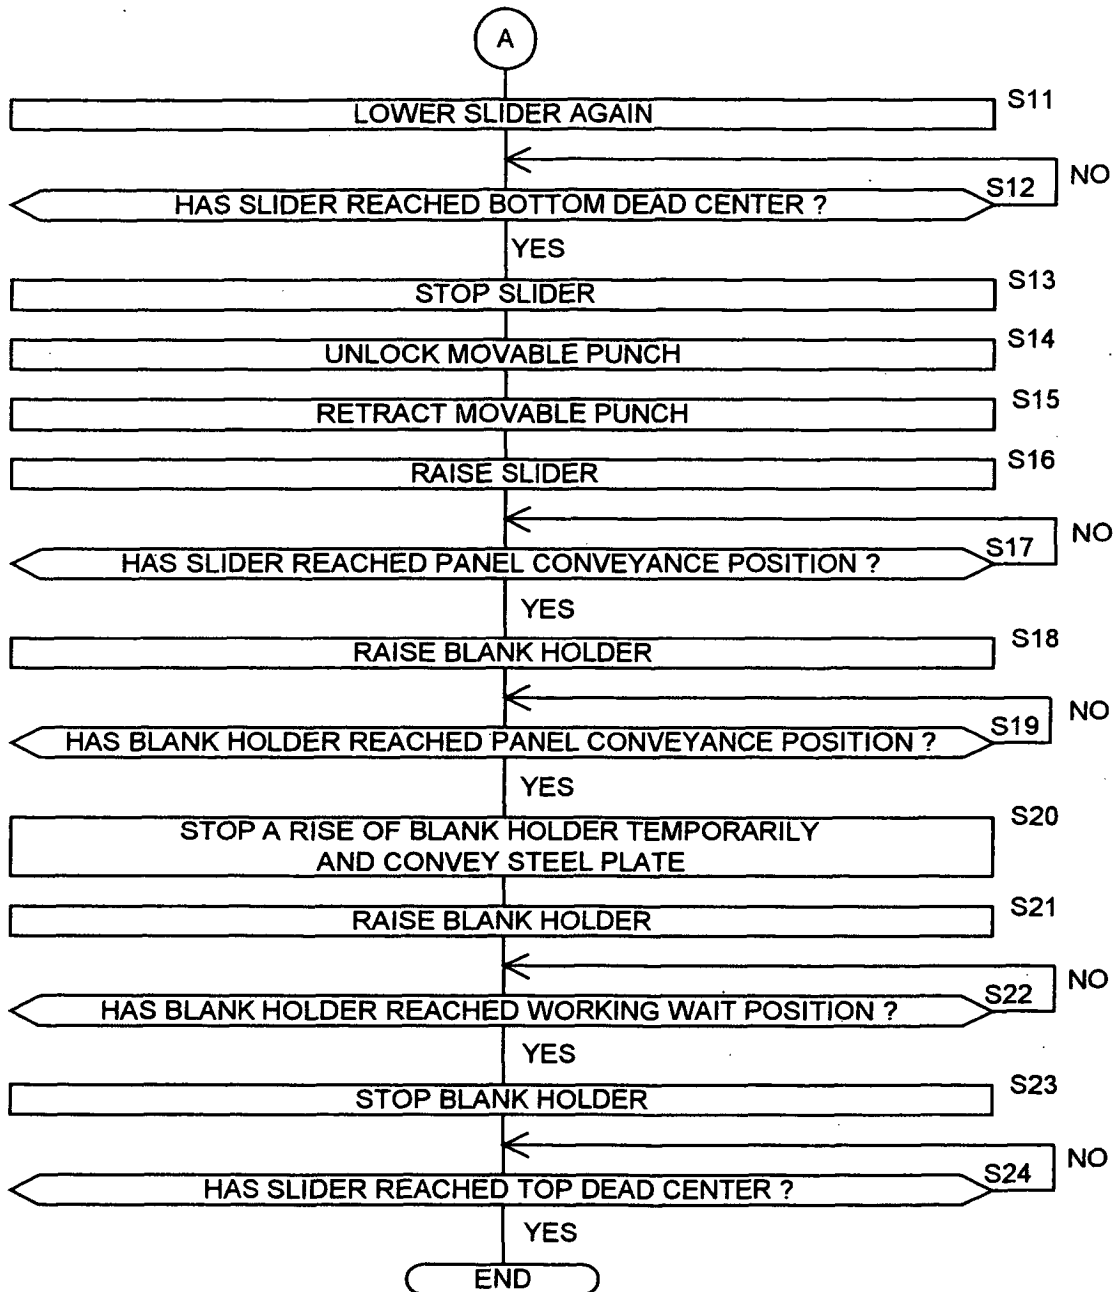 A
LOWER SLIDER AGAIN
S11
NO
S12
HAS SLIDER REACHED BOTTOM DEAD CENTER ?
YES
STOP SLIDER
S13
UNLOCK MOVABLE PUNCH
S14
RETRACT MOVABLE PUNCH
S15
RAISE SLIDER
S16
NO
S17
HAS SLIDER REACHED PANEL CONVEYANCE POSITION ?
YES
RAISE BLANK HOLDER
S18
NO
S19
HAS BLANK HOLDER REACHED PANEL CONVEYANCE POSITION ?
YES
STOP A RISE OF BLANK HOLDER TEMPORARILY
AND CONVEY STEEL PLATE
S20
RAISE BLANK HOLDER
S21
NO
S22
HAS BLANK HOLDER REACHED WORKING WAIT POSITION ?
YES
STOP BLANK HOLDER
S23
NO
S24
HAS SLIDER REACHED TOP DEAD CENTER ?
YES
END